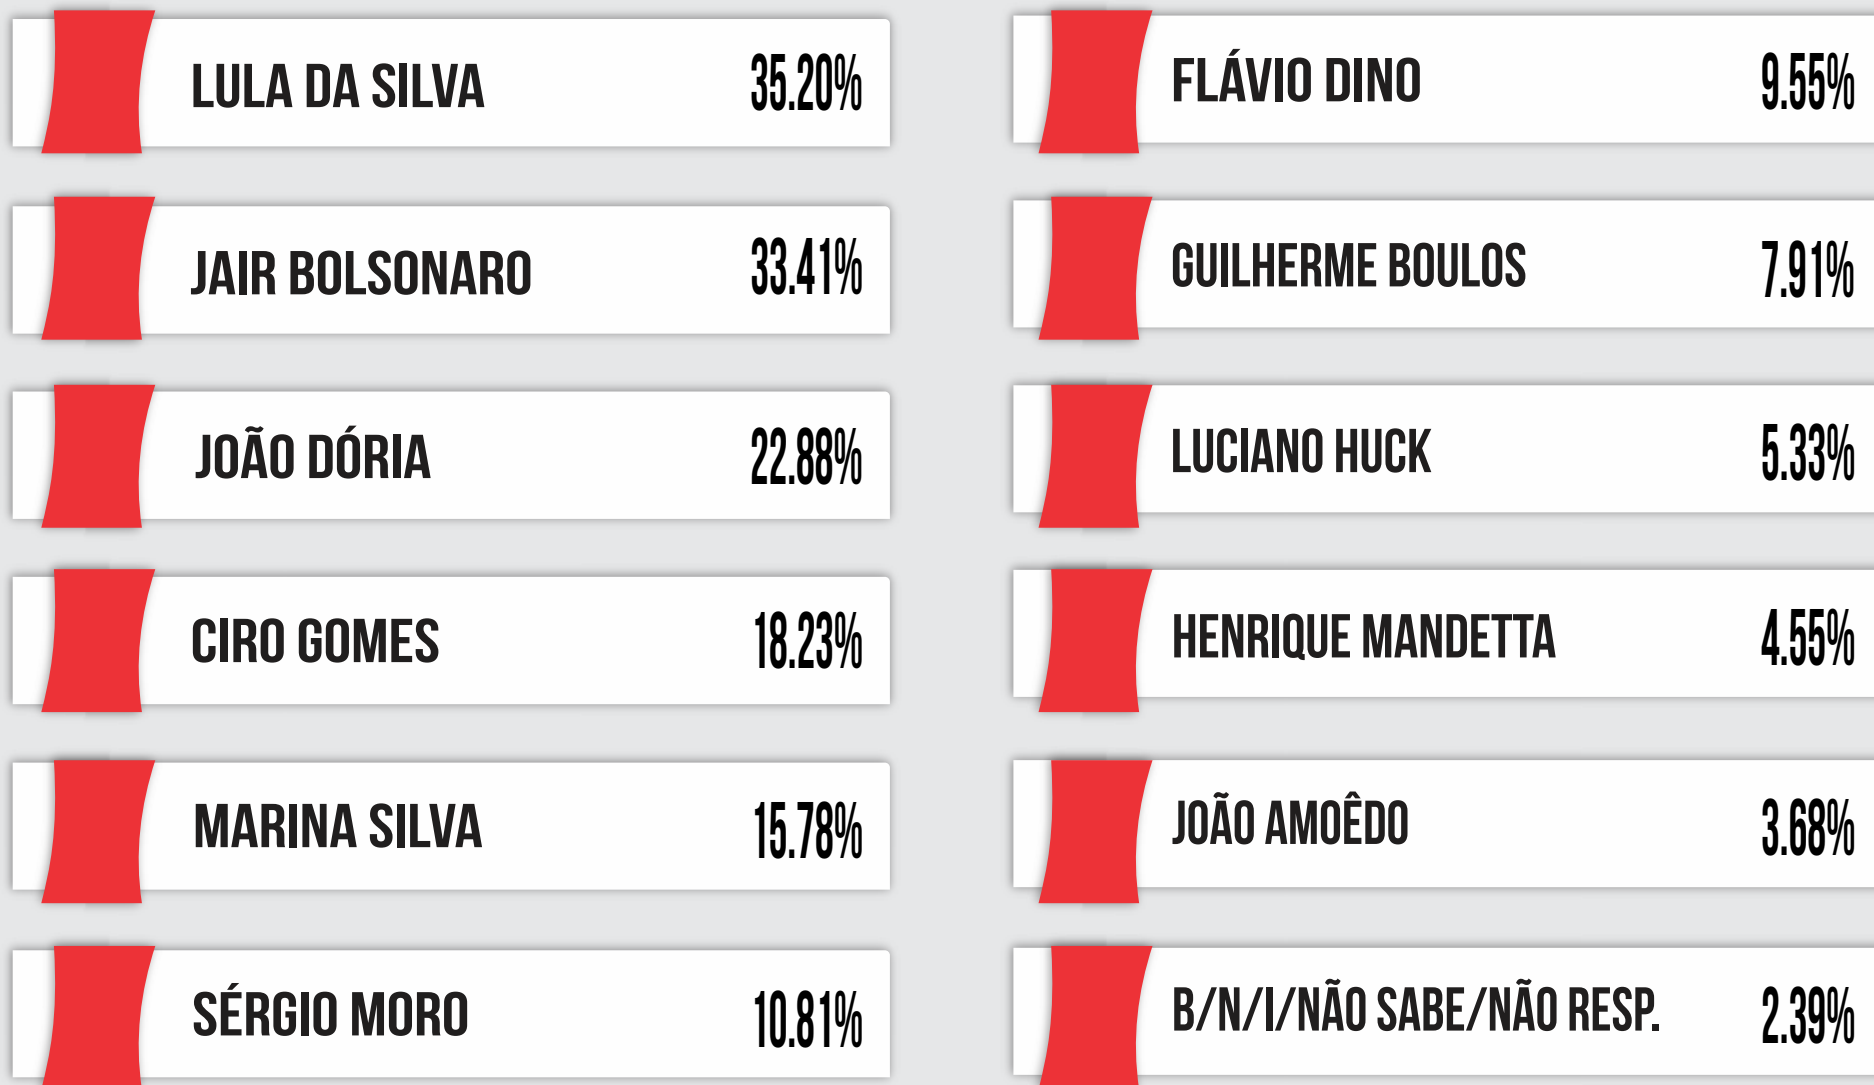 LULA DA SILVA 35.20%
JAIR BOLSONARO 33.41%
JOÃO DÓRIA 22.88%
CIRO GOMES 18.23%
MARINA SILVA 15.78%
SÉRGIO MORO 10.81%
FLÁVIO DINO 9.55%
GUILHERME BOULOS 7.91%
LUCIANO HUCK 5.33%
HENRIQUE MANDETTA 4.55%
JOÃO AMOÊDO 3.68%
B/N/I/NÃO SABE/NÃO RESP. 2.39%